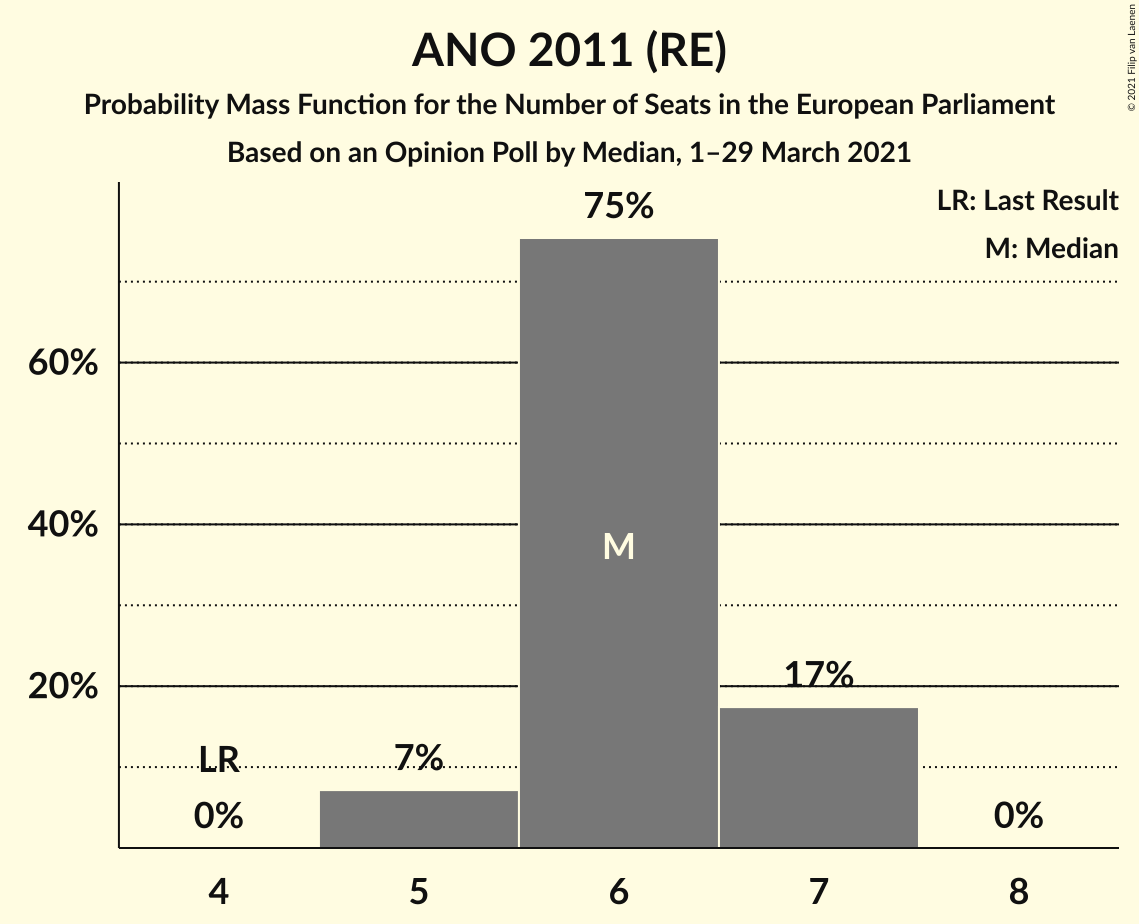 ANO 2011 (RE)
Probability Mass Function for the Number of Seats in the European Parliament
Based on an Opinion Poll by Median, 1–29 March 2021
© 2021 Filip van Laenen
LR: Last Result
M: Median
75%
60%
40%
M
20%
17%
LR
7%
0%
0%
4 5 6 7 8